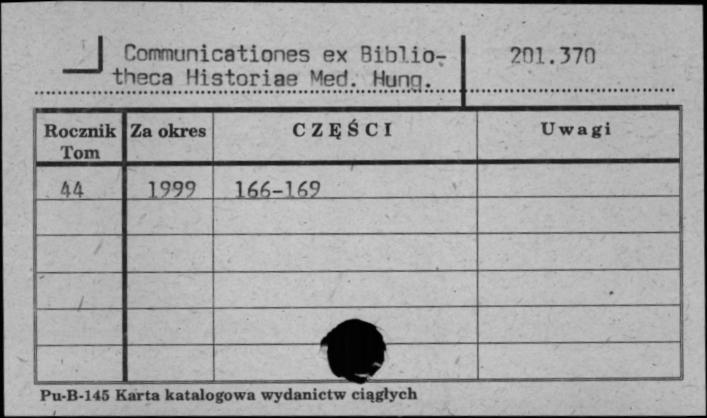 Communicationes ex Biblio-
theca Historiae Med. Hung.
201.370
Rocznik Tom | Za okres | CZĘŚCI | Uwagi
44 | 1999 | 166-169
Pu-B-145 Karta katalogowa wydanictw ciągłych